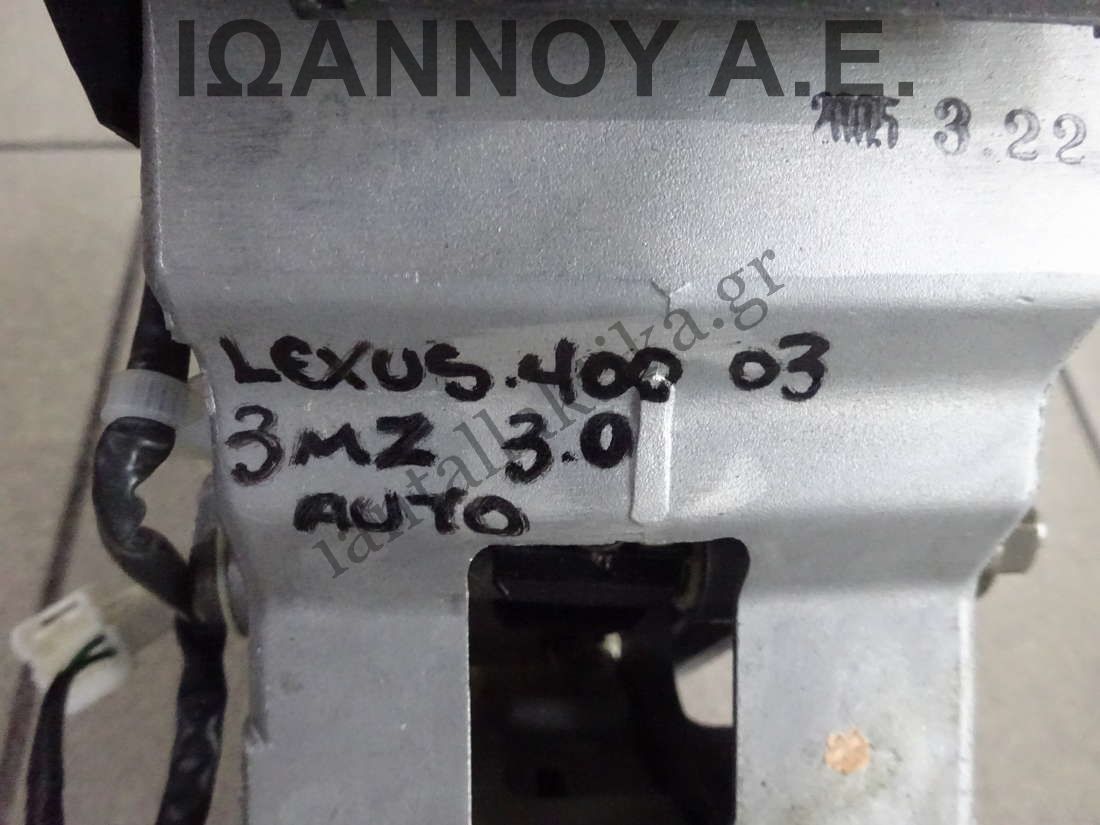 ΙΩΑΝΝΟΥ Α.Ε.
3.22
LEXUS.400 03
3MZ 3.0
AUTO
iantallaktika.gr